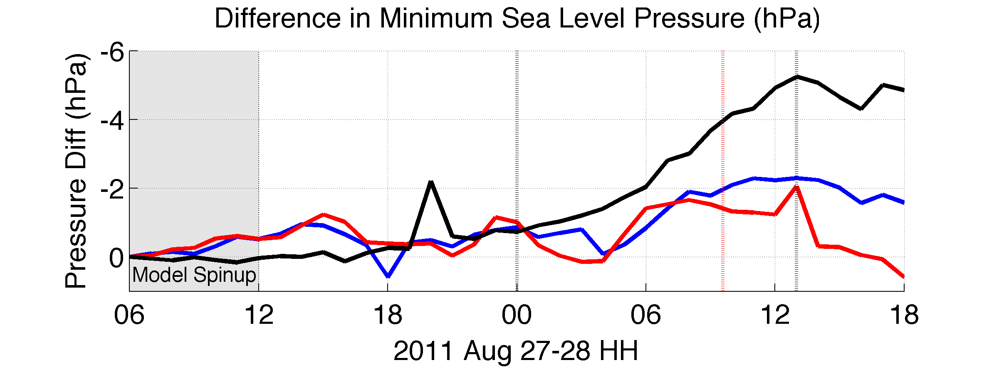 Difference in Minimum Sea Level Pressure (hPa)
Pressure Diff (hPa)
-6
-4
-2
0
Model Spinup
06 12 18 00 06 12 18
2011 Aug 27-28 HH